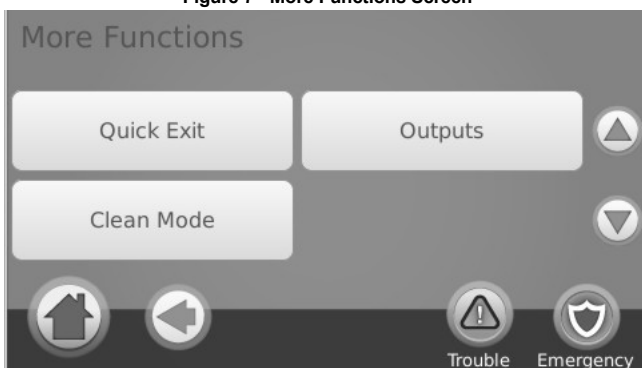 Figure 7 - More Functions Screen
More Functions
Quick Exit
Outputs
Clean Mode
Trouble
Emergency